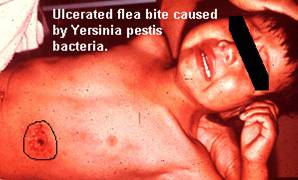 Ulcerated flea bite caused
by Yersinia pestis
bacteria.